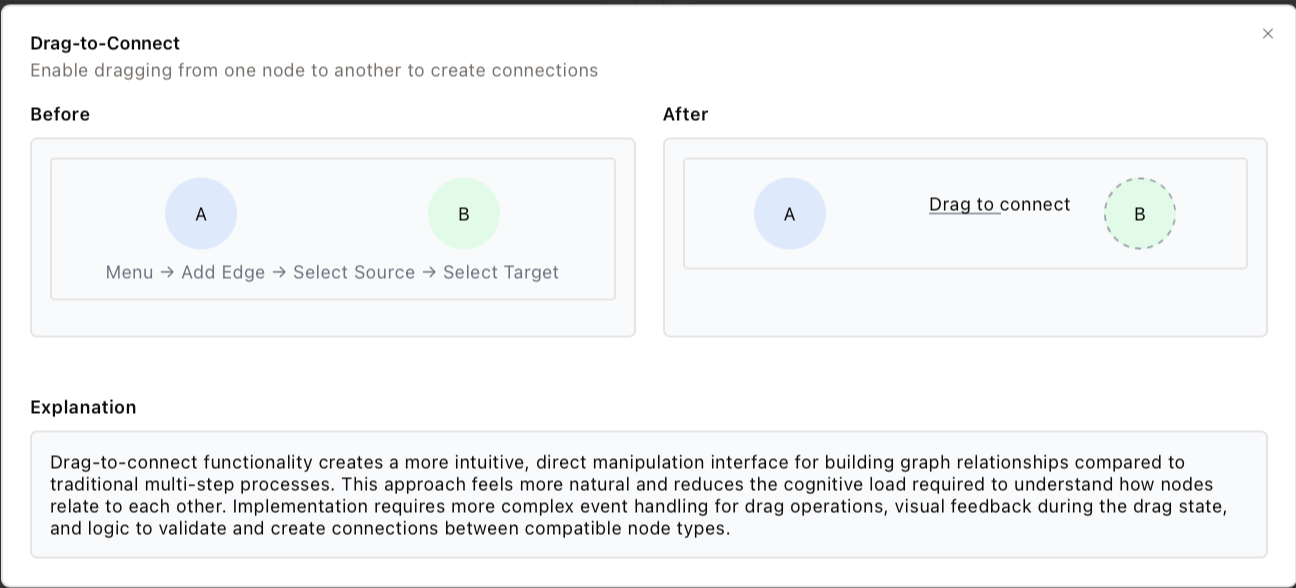 Drag-to-Connect
Enable dragging from one node to another to create connections
Before
A
B
Menu → Add Edge → Select Source → Select Target
After
A
Drag to connect
B
Explanation
Drag-to-connect functionality creates a more intuitive, direct manipulation interface for building graph relationships compared to
traditional multi-step processes. This approach feels more natural and reduces the cognitive load required to understand how nodes
relate to each other. Implementation requires more complex event handling for drag operations, visual feedback during the drag state,
and logic to validate and create connections between compatible node types.